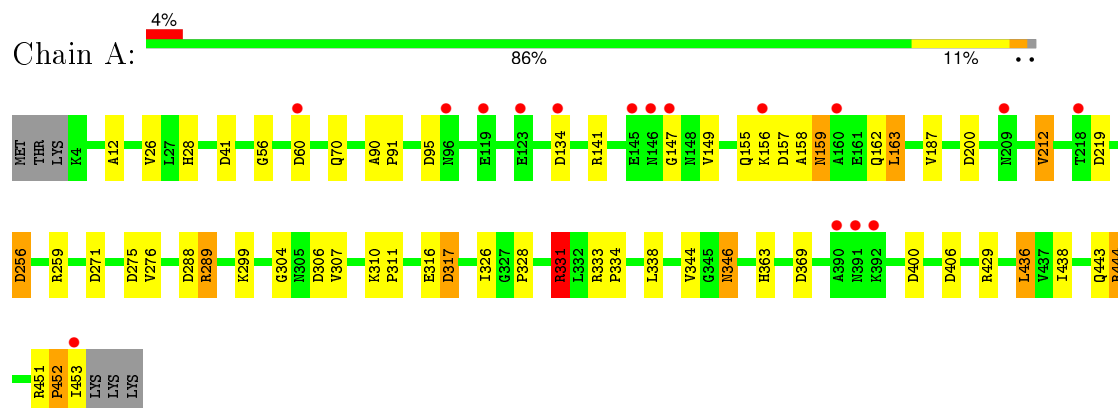 4%
Chain A:
86% 11% • •
MET THR LYS K4 A12 V26 L27 H28 D41 G56 D60 Q70 A90 P91 D95 N96 E119 E123 D134 R141 E145 N146 G147 N148 V149 Q155 K156 D157 A158 N159 A160 E161 Q162 L163 V187 D200 N209 V212 T218 D219
D256 R259 D271 D275 V276 D288 R289 K299 G304 N305 D306 V307 K310 P311 E316 D317 I326 G327 P328 R331 L332 R333 P334 L338 V344 G345 N346 H363 D369 A390 N391 K392 D400 D406 R429 L436 V437 I438 Q443
R451 P452 I453 LYS LYS LYS